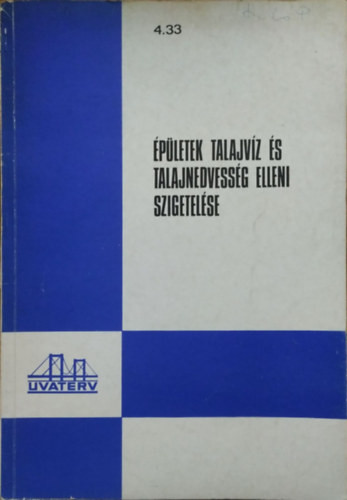 4.33
ÉPÜLETEK TALAJVÍZ ÉS
TALAJNEDVESSÉG ELLENI
SZIGETELÉSE
UVATERV